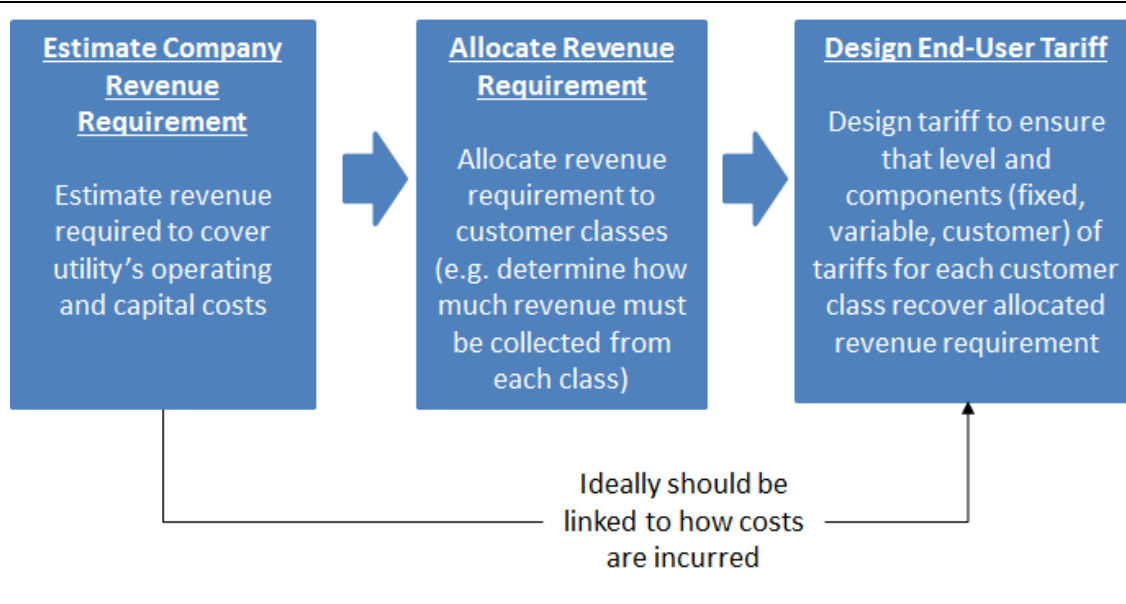 Estimate Company
Revenue
Requirement
Estimate revenue
required to cover
utility’s operating
and capital costs
Allocate Revenue
Requirement
Allocate revenue
requirement to
customer classes
(e.g. determine how
much revenue must
be collected from
each class)
Design End-User Tariff
Design tariff to ensure
that level and
components (fixed,
variable, customer) of
tariffs for each customer
class recover allocated
revenue requirement
Ideally should be
linked to how costs
are incurred